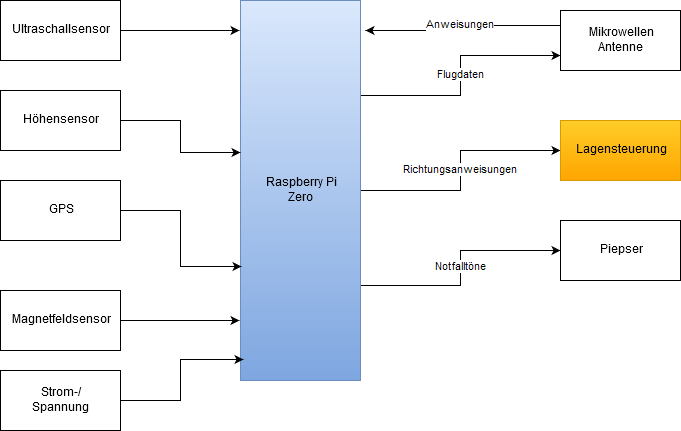 Ultraschallsensor
Höhensensor
GPS
Magnetfeldsensor
Strom-/
Spannung
Raspberry Pi
Zero
Anweisungen
Flugdaten
Richtungsanweisungen
Notfalltöne
Mikrowellen
Antenne
Lagensteuerung
Piepser